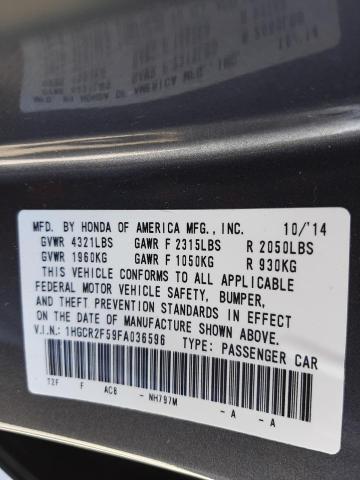 MFD. BY HONDA OF AMERICA MFG., INC. 10/'14
GVWR 4321LBS GAWR F 2315LBS R 2050LBS
GVWR 1960KG GAWR F 1050KG R 930KG
THIS VEHICLE CONFORMS TO ALL APPLICABLE
FEDERAL MOTOR VEHICLE SAFETY, BUMPER,
AND THEFT PREVENTION STANDARDS IN EFFECT
ON THE DATE OF MANUFACTURE SHOWN ABOVE.
V.I.N.: 1HGCR2F59FA036596 TYPE: PASSENGER CAR
T2F F AC8 - NH797M -A -A